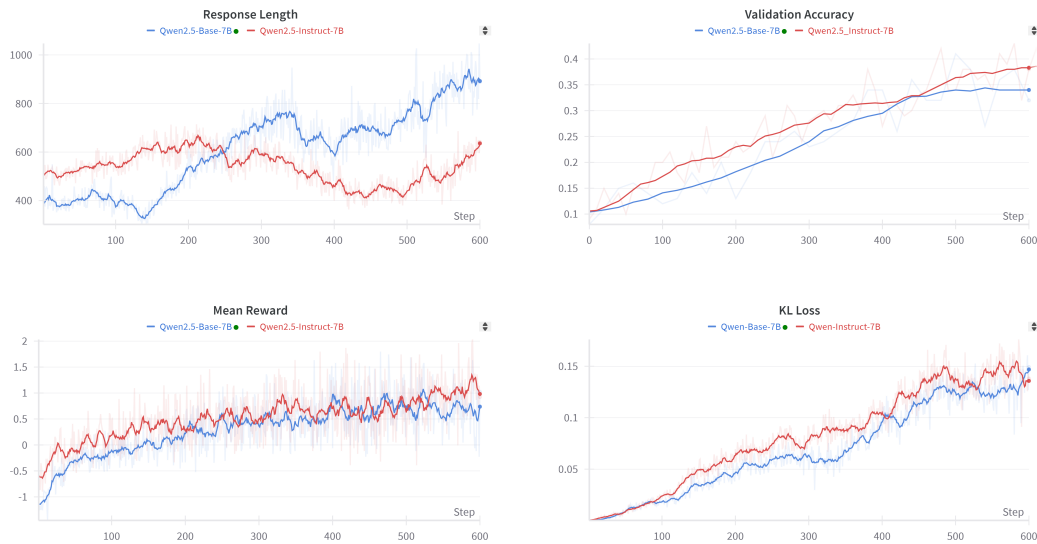 Response Length
Qwen2.5-Base-7B Qwen2.5-Instruct-7B
1000
800
600
400
Step
100 200 300 400 500 600
Validation Accuracy
Qwen2.5-Base-7B Qwen2.5_Instruct-7B
0.4
0.35
0.3
0.25
0.2
0.15
0.1
Step
0 100 200 300 400 500 600
Mean Reward
Qwen2.5-Base-7B Qwen2.5-Instruct-7B
2
1.5
1
0.5
0
-0.5
-1
Step
100 200 300 400 500 600
KL Loss
Qwen-Base-7B Qwen-Instruct-7B
0.15
0.1
0.05
Step
100 200 300 400 500 600